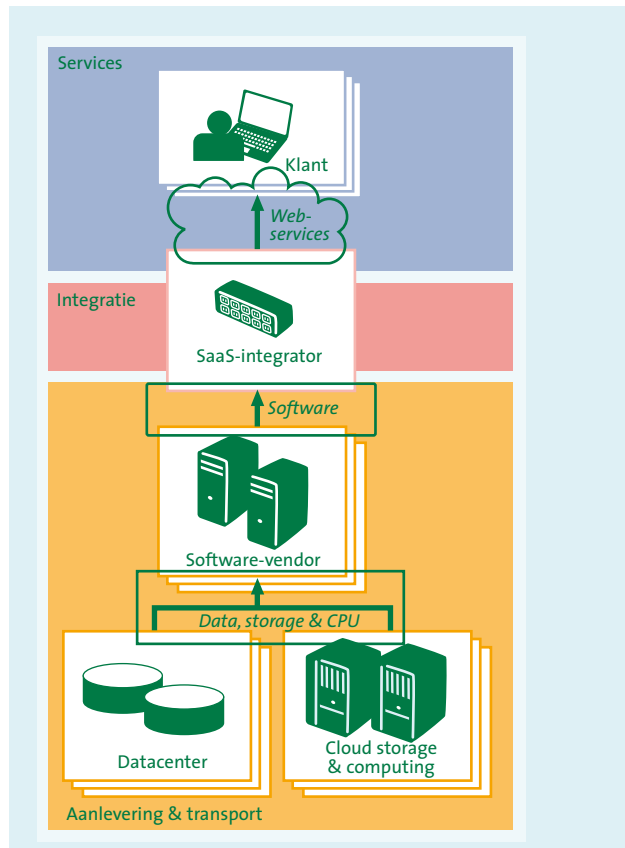 Services
Klant
Web-
services
Integratie
SaaS-integrator
Software
Software-vendor
Data, storage & CPU
Datacenter
Cloud storage
& computing
Aanlevering & transport